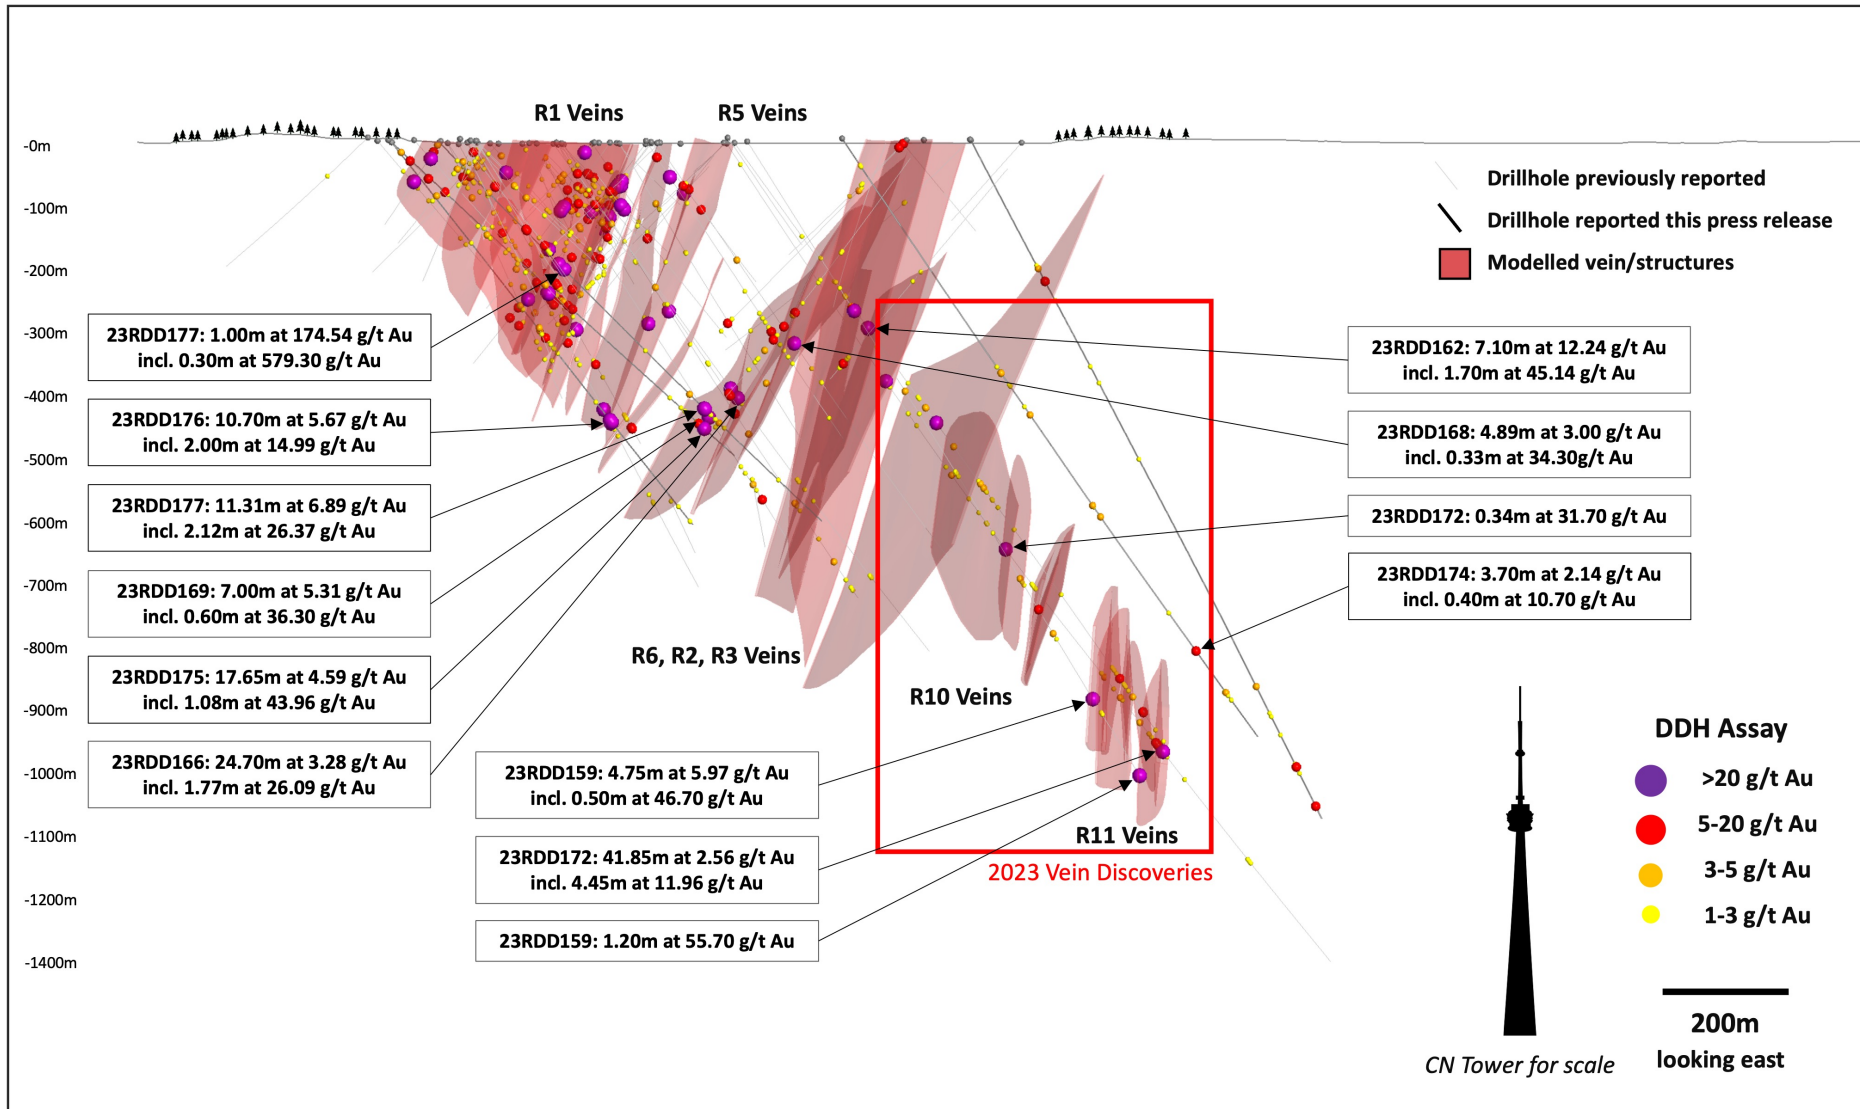 R1 Veins
R5 Veins
-0m
-100m
-200m
-300m
-400m
-500m
-600m
-700m
-800m
-900m
-1000m
-1100m
-1200m
-1400m
Drillhole previously reported
Drillhole reported this press release
Modelled vein/structures
23RDD177: 1.00m at 174.54 g/t Au
incl. 0.30m at 579.30 g/t Au
23RDD176: 10.70m at 5.67 g/t Au
incl. 2.00m at 14.99 g/t Au
23RDD177: 11.31m at 6.89 g/t Au
incl. 2.12m at 26.37 g/t Au
23RDD169: 7.00m at 5.31 g/t Au
incl. 0.60m at 36.30 g/t Au
23RDD175: 17.65m at 4.59 g/t Au
incl. 1.08m at 43.96 g/t Au
23RDD166: 24.70m at 3.28 g/t Au
incl. 1.77m at 26.09 g/t Au
23RDD159: 4.75m at 5.97 g/t Au
incl. 0.50m at 46.70 g/t Au
23RDD172: 41.85m at 2.56 g/t Au
incl. 4.45m at 11.96 g/t Au
23RDD159: 1.20m at 55.70 g/t Au
R6, R2, R3 Veins
R10 Veins
R11 Veins
2023 Vein Discoveries
23RDD162: 7.10m at 12.24 g/t Au
incl. 1.70m at 45.14 g/t Au
23RDD168: 4.89m at 3.00 g/t Au
incl. 0.33m at 34.30g/t Au
23RDD172: 0.34m at 31.70 g/t Au
23RDD174: 3.70m at 2.14 g/t Au
incl. 0.40m at 10.70 g/t Au
DDH Assay
>20 g/t Au
5-20 g/t Au
3-5 g/t Au
1-3 g/t Au
200m
looking east
CN Tower for scale